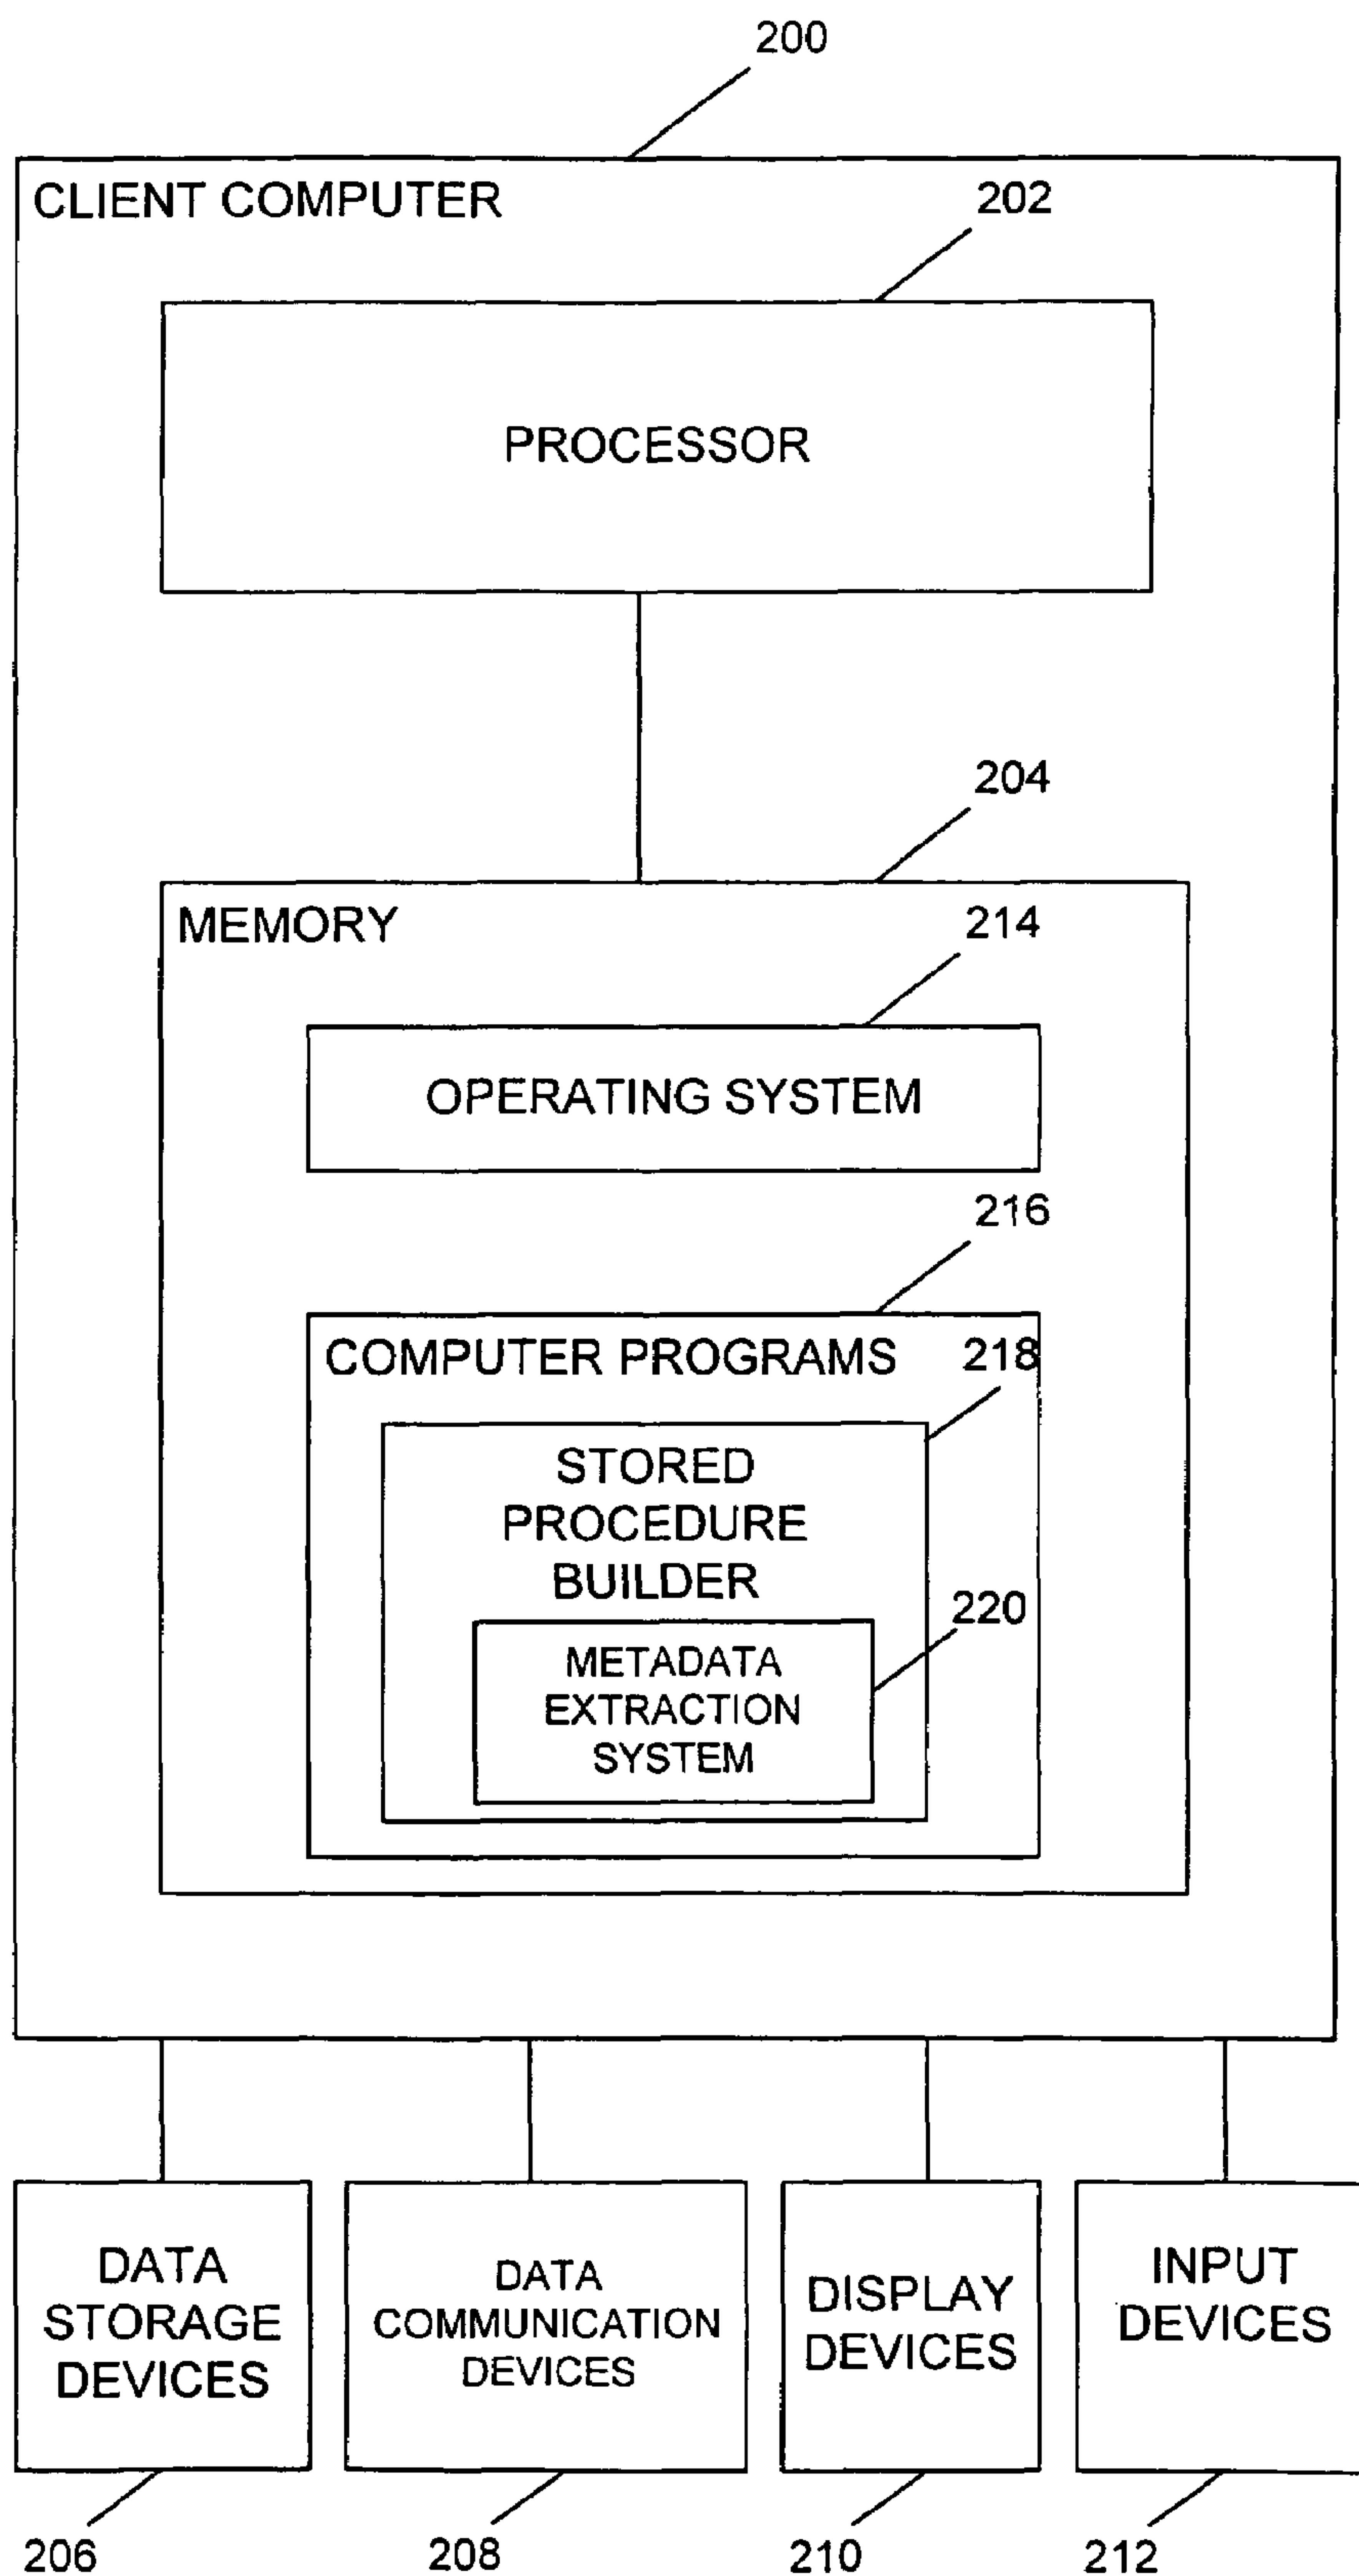 200
CLIENT COMPUTER
202
PROCESSOR
204
MEMORY
214
OPERATING SYSTEM
216
COMPUTER PROGRAMS
218
STORED
PROCEDURE
BUILDER
220
METADATA
EXTRACTION
SYSTEM
DATA
STORAGE
DEVICES
DATA
COMMUNICATION
DEVICES
DISPLAY
DEVICES
INPUT
DEVICES
206
208
210
212